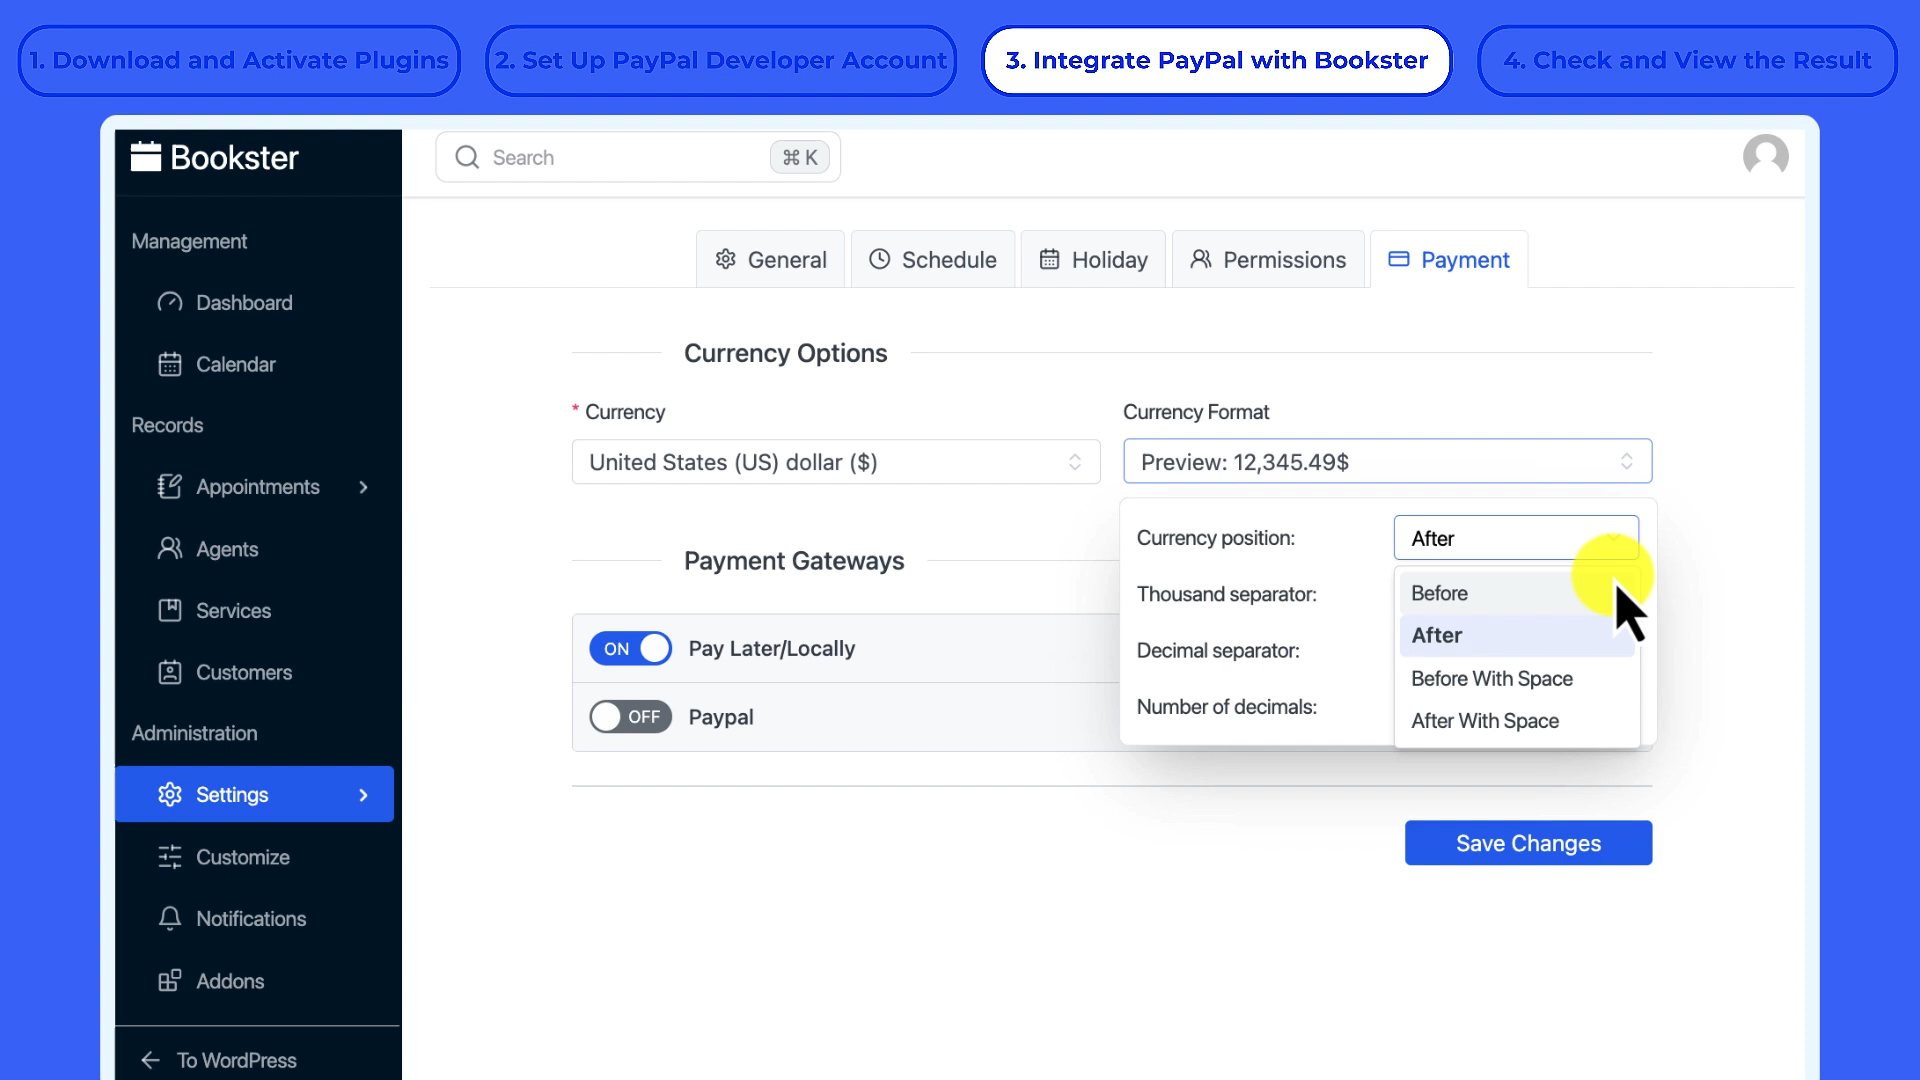 1. Download and Activate Plugins
2. Set Up PayPal Developer Account
3. Integrate PayPal with Bookster
4. Check and View the Result
Bookster
Search
⌘ K
Management
Dashboard
Calendar
Records
Appointments
Agents
Services
Customers
Administration
Settings
Customize
Notifications
Addons
To WordPress
General
Schedule
Holiday
Permissions
Payment
Currency Options
* Currency
United States (US) dollar ($)
Currency Format
Preview: 12,345.49$
Currency position:
After
Thousand separator:
Decimal separator:
Number of decimals:
Before
After
Before With Space
After With Space
Payment Gateways
ON
Pay Later/Locally
OFF
Paypal
Save Changes